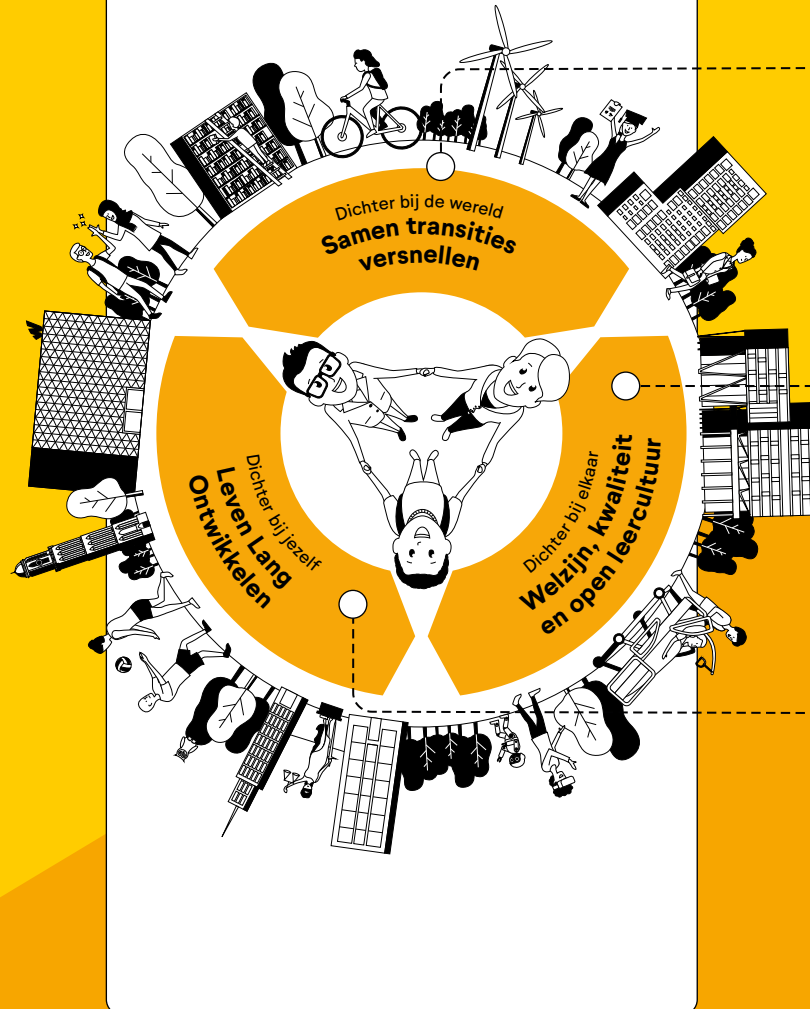 Dichter bij de wereld
Samen transities
versnellen
Dichter bij elkaar
Welzijn, kwaliteit
en open leercultuur
Dichter bij jezelf
Leven Lang
Ontwikkelen